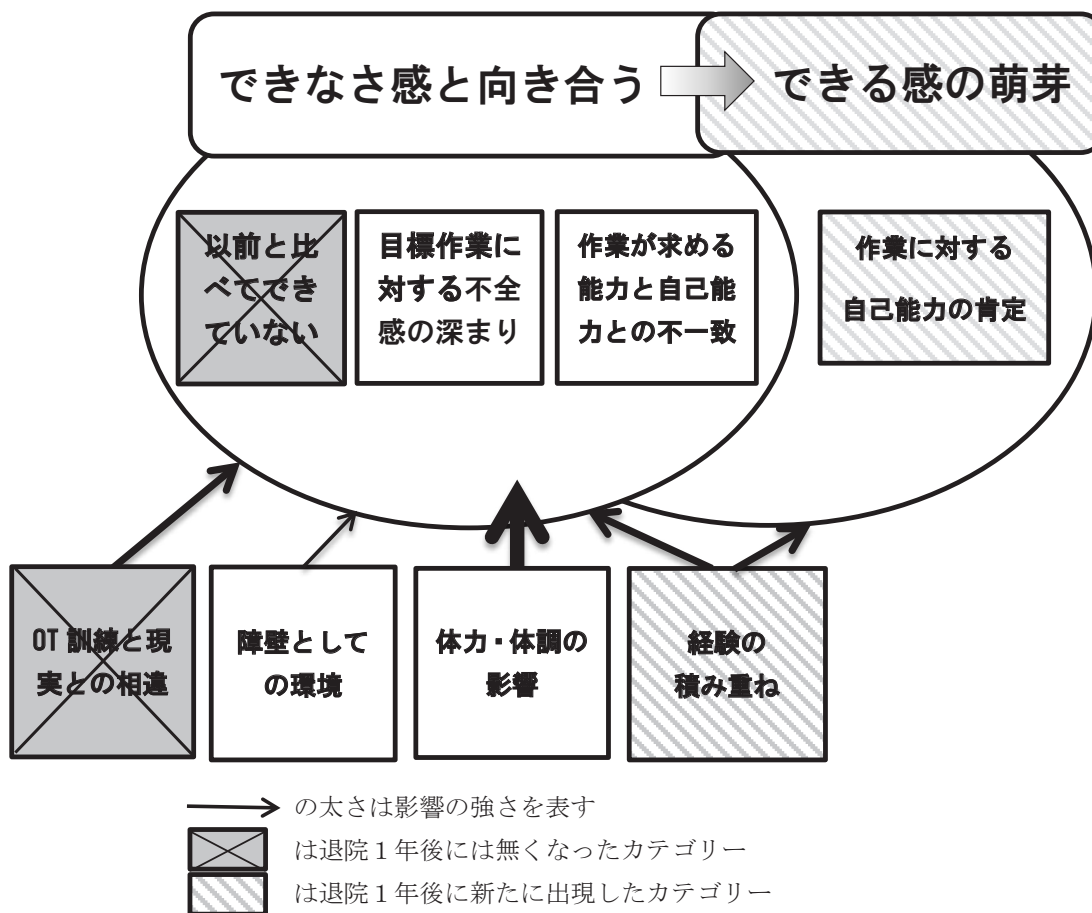 できなさ感と向き合う
できる感の萌芽
以前と比
べてでき
ていない
目標作業に
対する不全
感の深まり
作業が求める
能力と自己能
力との不一致
作業に対する
自己能力の肯定
OT 訓練と現
実との相違
障壁として
の環境
体力・体調の
影響
経験の
積み重ね
の太さは影響の強さを表す
は退院１年後には無くなったカテゴリー
は退院１年後に新たに出現したカテゴリー